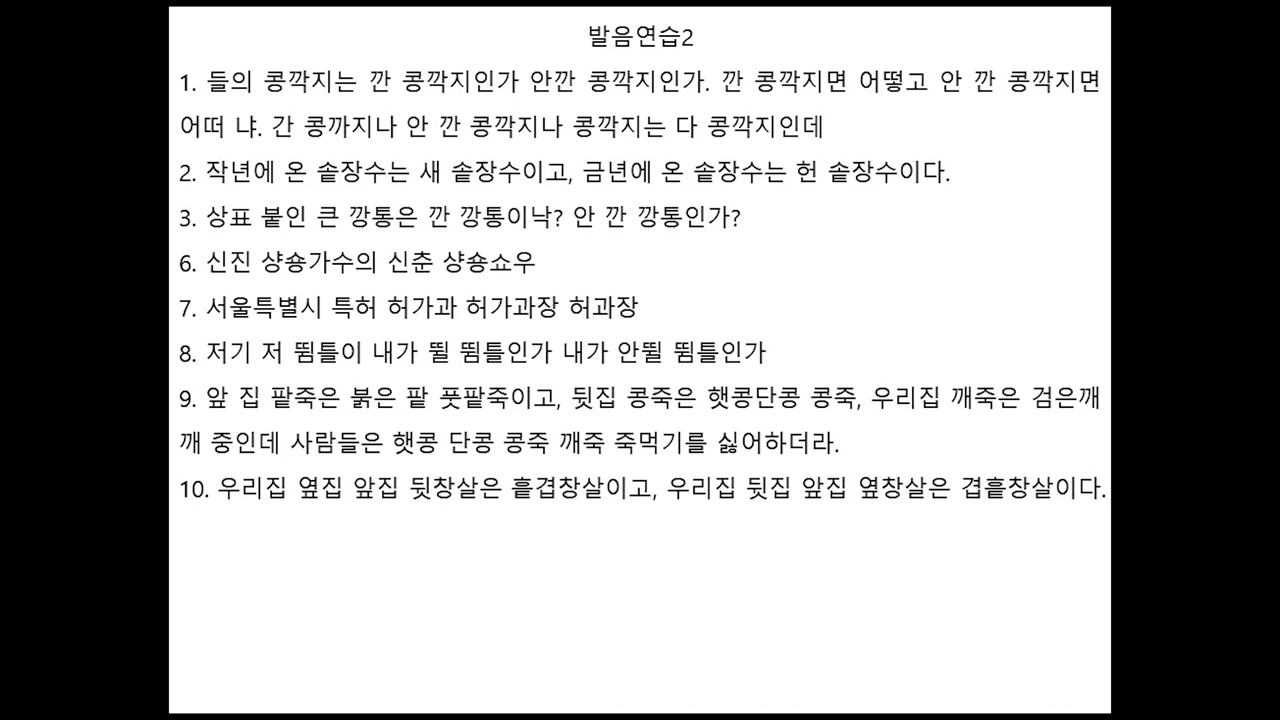 발음연습2
1. 들의 콩깍지는 깐 콩깍지인가 안깐 콩깍지인가. 깐 콩깍지면 어떻고 안 깐 콩깍지면
어떠 냐. 간 콩까지나 안 깐 콩깍지나 콩깍지는 다 콩깍지인데
2. 작년에 온 솥장수는 새 솥장수이고, 금년에 온 솥장수는 헌 솥장수이다.
3. 상표 붙인 큰 깡통은 깐 깡통이낙? 안 깐 깡통인가?
6. 신진 샹숑가수의 신춘 샹숑쇼우
7. 서울특별시 특허 허가과 허가과장 허과장
8. 저기 저 뜀틀이 내가 뛸 뜀틀인가 내가 안뛸 뜀틀인가
9. 앞 집 팥죽은 붉은 팥 풋팥죽이고, 뒷집 콩죽은 햇콩단콩 콩죽, 우리집 깨죽은 검은깨
깨 중인데 사람들은 햇콩 단콩 콩죽 깨죽 죽먹기를 싫어하더라.
10. 우리집 옆집 앞집 뒷창살은 흩겹창살이고, 우리집 뒷집 앞집 옆창살은 겹흩창살이다.